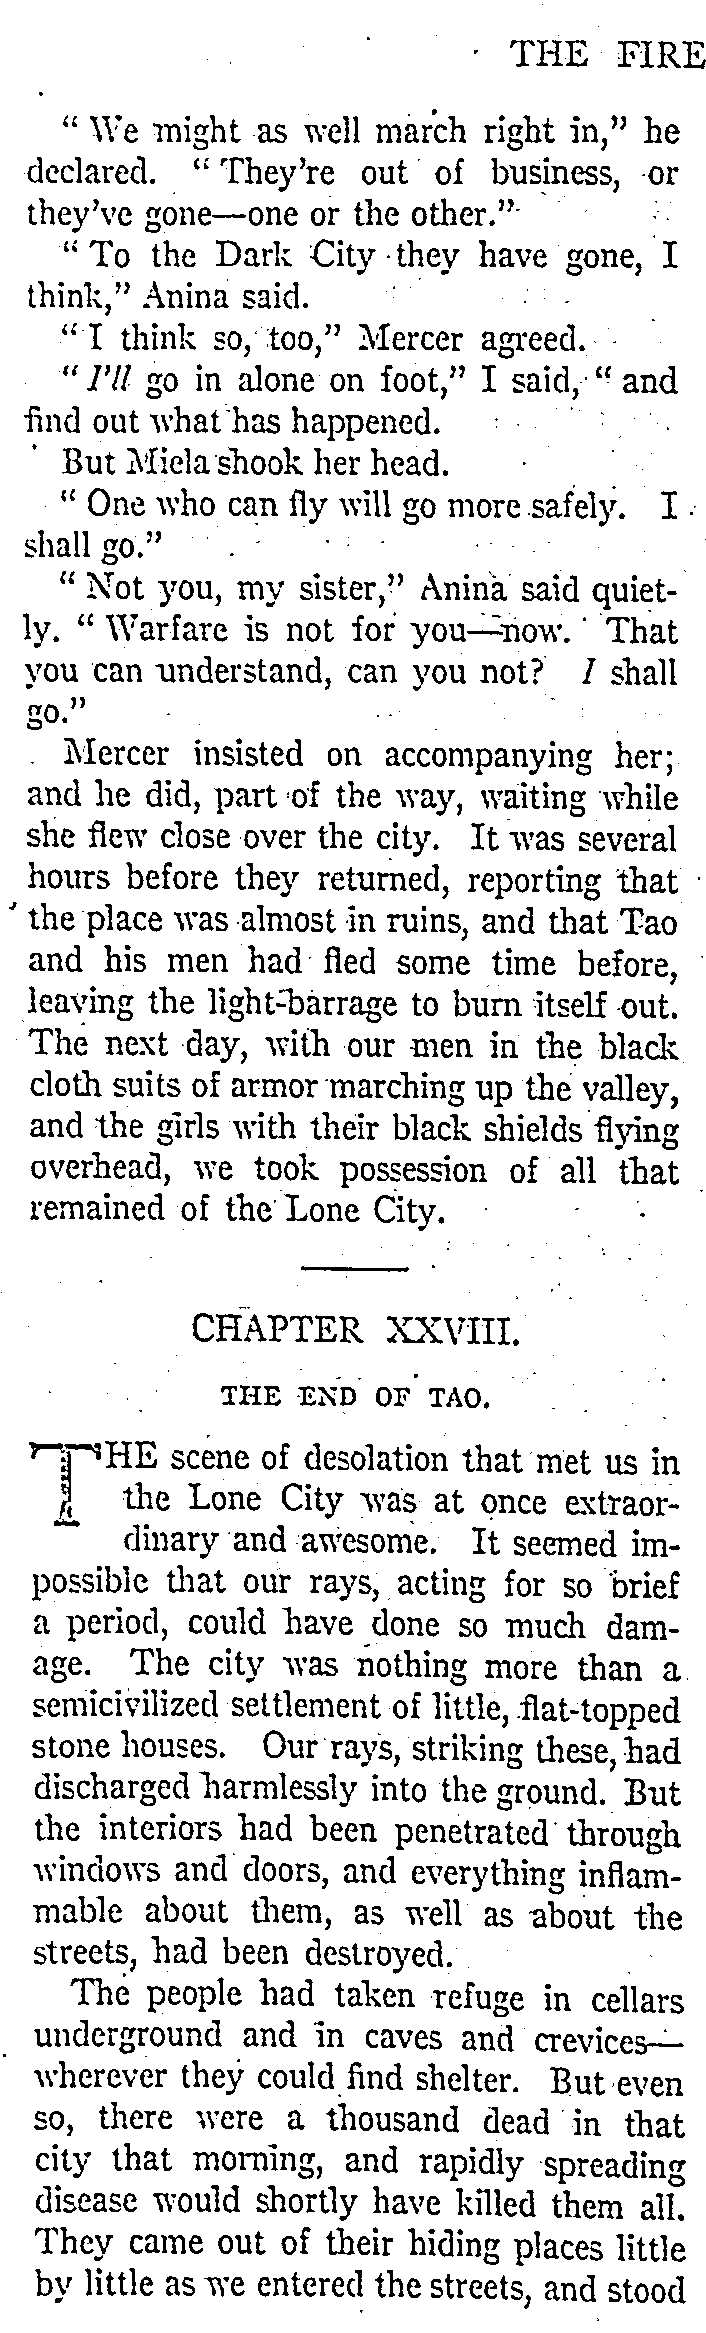 THE FIRE
“We might as well march right in,” he
declared. “They’re out of business, or
they’ve gone—one or the other.”
“To the Dark City they have gone, I
think,” Anina said.
“I think so, too,” Mercer agreed.
“I’ll go in alone on foot,” I said, “and
find out what has happened.
But Miela shook her head.
“One who can fly will go more safely. I
shall go.”
“Not you, my sister,” Anina said quiet-
ly. “Warfare is not for you—now. That
you can understand, can you not? I shall
go.”
Mercer insisted on accompanying her;
and he did, part of the way, waiting while
she flew close over the city. It was several
hours before they returned, reporting that
the place was almost in ruins, and that Tao
and his men had fled some time before,
leaving the light-barrage to burn itself out.
The next day, with our men in the black
cloth suits of armor marching up the valley,
and the girls with their black shields flying
overhead, we took possession of all that
remained of the Lone City.
CHAPTER XXVIII.
THE END OF TAO.
THE scene of desolation that met us in
the Lone City was at once extraor-
dinary and awesome. It seemed im-
possible that our rays, acting for so brief
a period, could have done so much dam-
age. The city was nothing more than a
semicivilized settlement of little, flat-topped
stone houses. Our rays, striking these, had
discharged harmlessly into the ground. But
the interiors had been penetrated through
windows and doors, and everything inflam-
mable about them, as well as about the
streets, had been destroyed.
The people had taken refuge in cellars
underground and in caves and crevices—
wherever they could find shelter. But even
so, there were a thousand dead in that
city that morning, and rapidly spreading
disease would shortly have killed them all.
They came out of their hiding places little
by little as we entered the streets, and stood